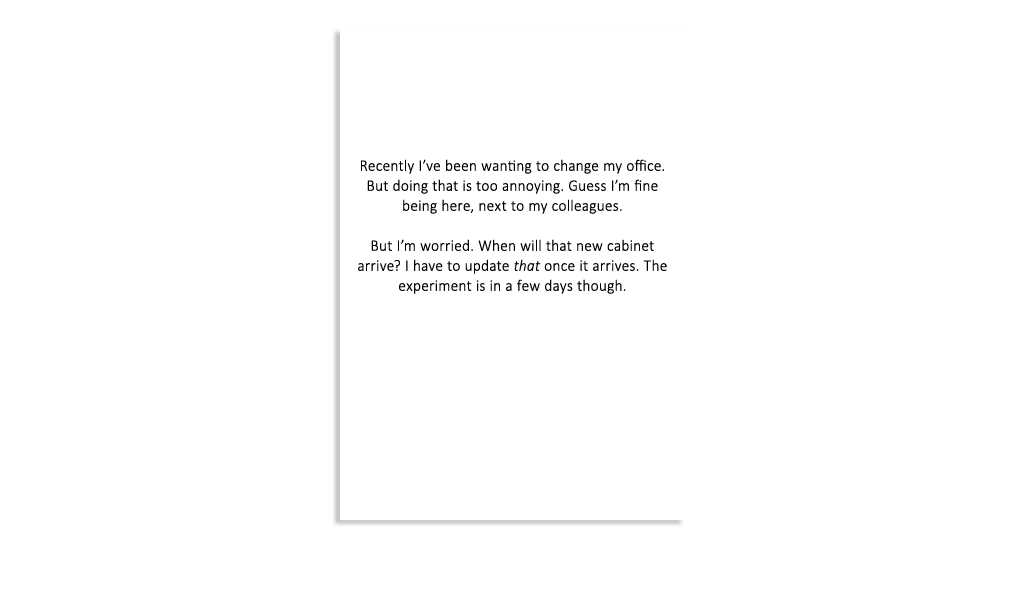 Recently I've been wanting to change my office.
But doing that is too annoying. Guess I'm fine
being here, next to my colleagues.
But I'm worried. When will that new cabinet
arrive? I have to update that once it arrives. The
experiment is in a few days though.